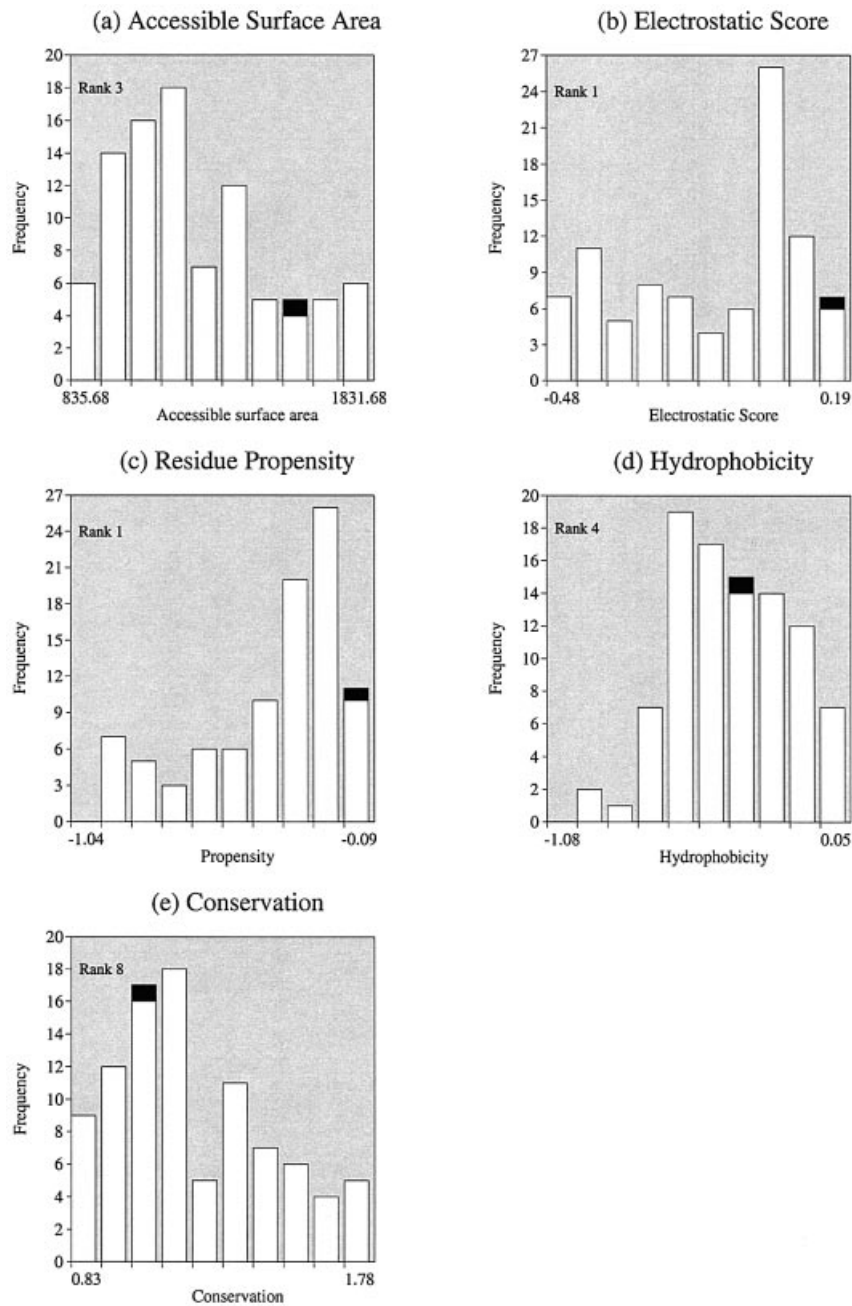 (a) Accessible Surface Area
20
18
16
14
12
10
8
6
4
2
0
Rank 3
Frequency
835.68 1831.68
Accessible surface area
(b) Electrostatic Score
27
24
21
18
15
12
9
6
3
0
Rank 1
Frequency
-0.48 0.19
Electrostatic Score
(c) Residue Propensity
27
24
21
18
15
12
9
6
3
0
Rank 1
Frequency
-1.04 -0.09
Propensity
(d) Hydrophobicity
20
18
16
14
12
10
8
6
4
2
0
Rank 4
Frequency
-1.08 0.05
Hydrophobicity
(e) Conservation
20
18
16
14
12
10
8
6
4
2
0
Rank 8
Frequency
0.83 1.78
Conservation